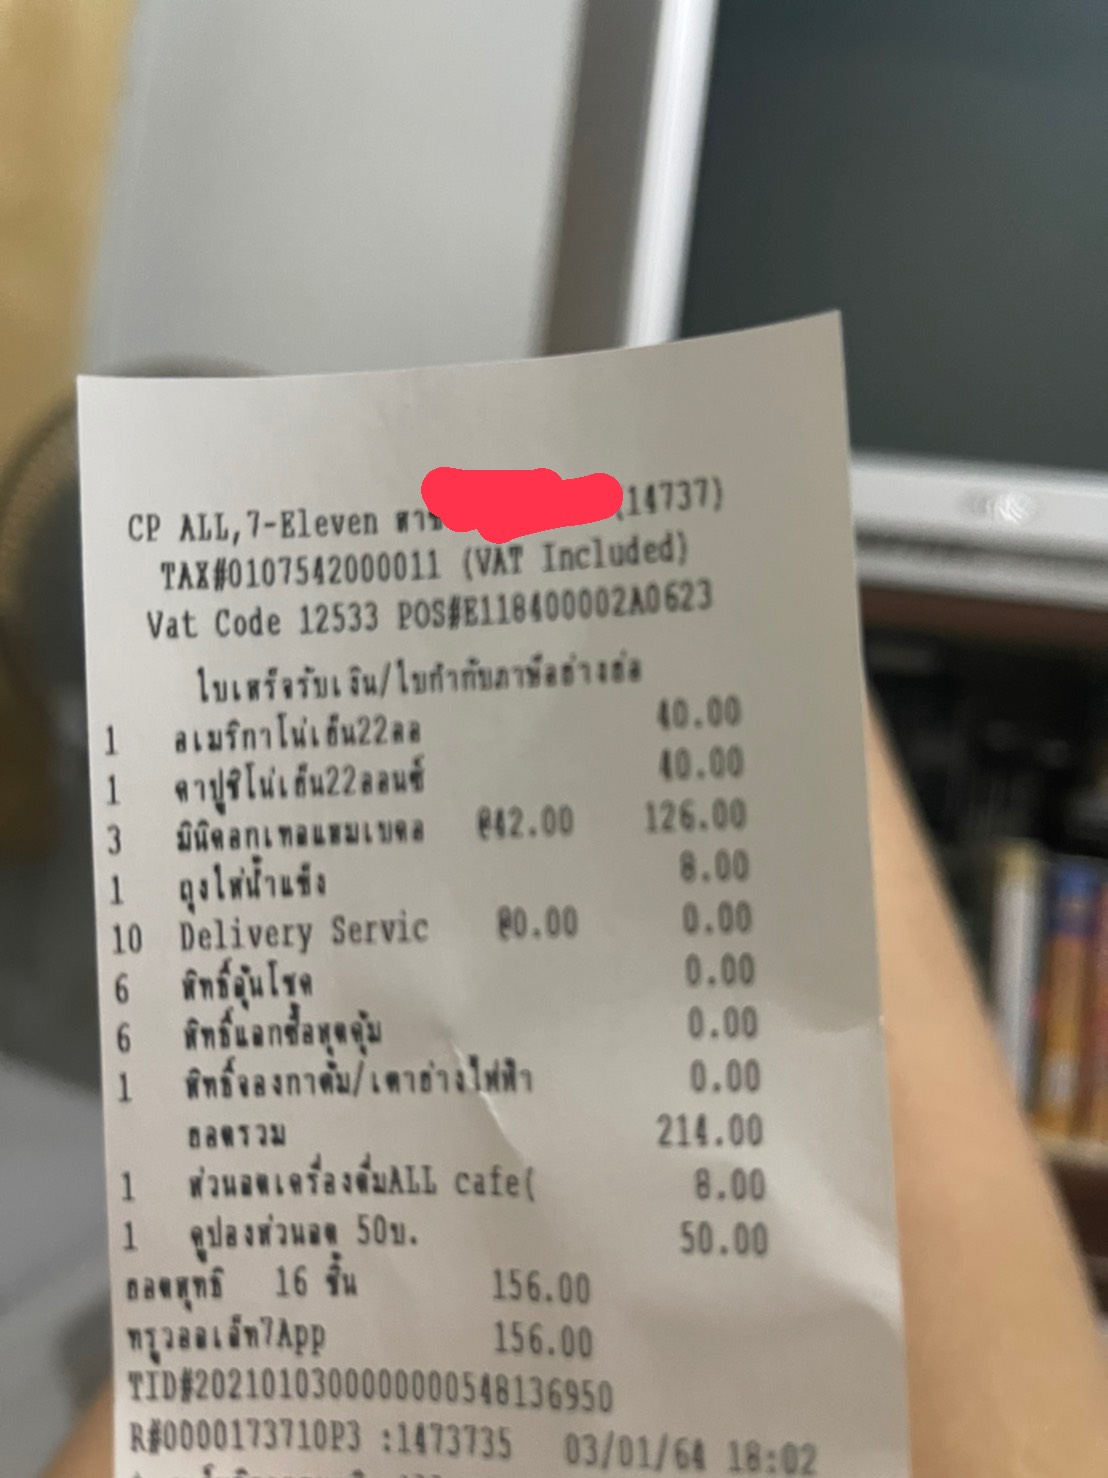 CP ALL,7-Eleven สาข (14737)
TAX#0107542000011 (VAT Included)
Vat Code 12533 POS#E118400002A0623
ใบเสร็จรับเงิน/ใบกำกับภาษีอย่างย่อ
1 อเมริกาโน่เย็น22ออ 40.00
1 คาปูชิโน่เย็น22ออนซ์ 40.00
3 มินิคอกเทลแฮมเบคอ @42.00 126.00
1 ถุงใส่น้ำแข็ง 8.00
10 Delivery Servic @0.00 0.00
6 สิทธิ์ลุ้นโชค 0.00
6 สิทธิ์แลกซื้อสุดคุ้ม 0.00
1 สิทธิ์จองกาต้ม/เตาย่างไฟฟ้า 0.00
ยอดรวม 214.00
1 ส่วนลดเครื่องดื่มALL cafe( 8.00
1 คูปองส่วนลด 50บ. 50.00
ยอดสุทธิ 16 ชิ้น 156.00
ทรูวอลเล็ท7App 156.00
TID#2021010300000000548136950
R#0000173710P3 :1473735 03/01/64 18:02